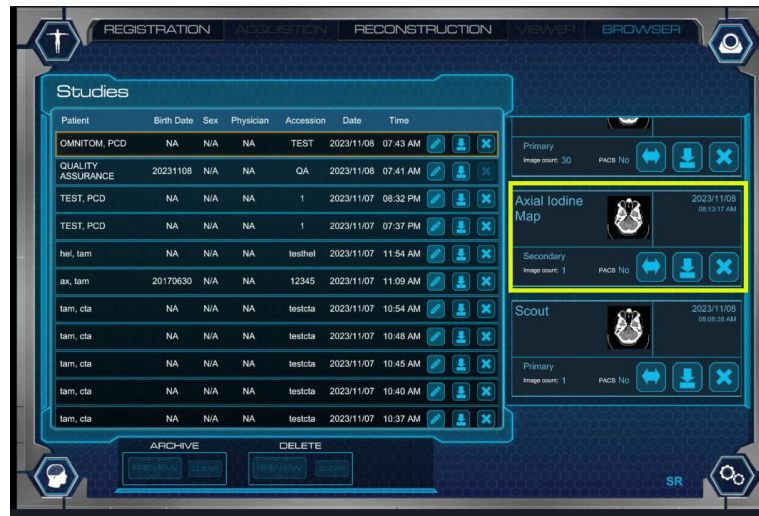 REGISTRATION ACQUISITION RECONSTRUCTION VIEWER BROWSER
Studies
Patient Birth Date Sex Physician Accession Date Time
OMNITOM, PCD NA N/A NA TEST 2023/11/08 07:43 AM
QUALITY ASSURANCE 20231108 N/A N/A QA 2023/11/08 07:41 AM
TEST, PCD NA N/A NA 1 2023/11/07 08:32 PM
TEST, PCD NA N/A NA 1 2023/11/07 07:37 PM
hel, tam NA N/A NA testhel 2023/11/07 11:54 AM
ax, tam 20170630 N/A NA 12345 2023/11/07 11:09 AM
tam, cta NA N/A NA testcta 2023/11/07 10:54 AM
tam, cta NA N/A NA testcta 2023/11/07 10:48 AM
tam, cta NA N/A NA testcta 2023/11/07 10:45 AM
tam, cta NA N/A NA testcta 2023/11/07 10:40 AM
tam, cta NA N/A NA testcta 2023/11/07 10:37 AM
Primary
Image count: 30 PACS No
Axial Iodine
Map
2023/11/08
08:13:17 AM
Secondary
Image count: 1 PACS No
Scout
2023/11/08
08:08:38 AM
Primary
Image count: 1 PACS No
ARCHIVE DELETE
PREVIEW CLEAR PREVIEW CLEAR
SR